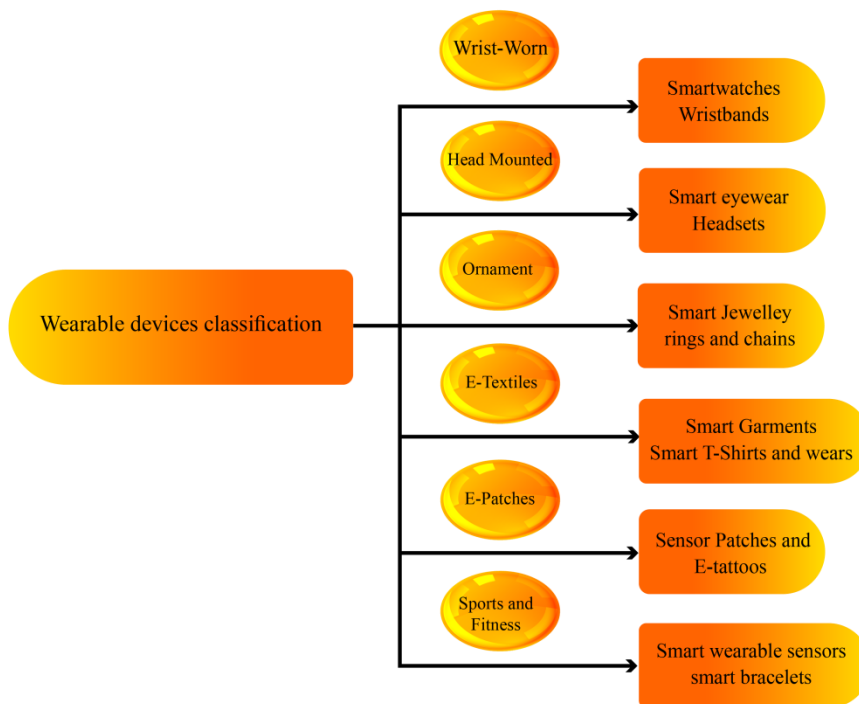 Wrist-Worn
Smartwatches
Wristbands
Head Mounted
Smart eyewear
Headsets
Ornament
Wearable devices classification
Smart Jewelley
rings and chains
E-Textiles
Smart Garments
Smart T-Shirts and wears
E-Patches
Sensor Patches and
E-tattoos
Sports and
Fitness
Smart wearable sensors
smart bracelets